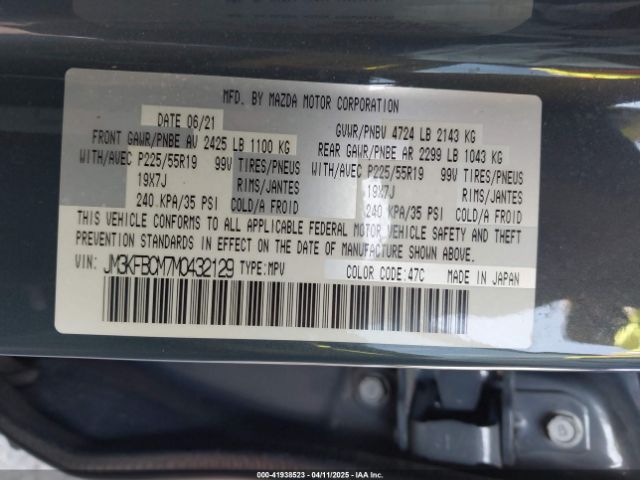 MFD. BY MAZDA MOTOR CORPORATION
DATE 06/21 GVWR/PNBV 4724 LB 2143 KG
FRONT GAWR/PNBE AV 2425 LB 1100 KG REAR GAWR/PNBE AR 2299 LB 1043 KG
WITH/AVEC P225/55R19 99V TIRES/PNEUS WITH/AVEC P225/55R19 99V TIRES/PNEUS
19X7J RIMS/JANTES 19X7J RIMS/JANTES
240 KPA/35 PSI COLD/A FROID 240 KPA/35 PSI COLD/A FROID
THIS VEHICLE CONFORMS TO ALL APPLICABLE FEDERAL MOTOR VEHICLE SAFETY AND THEFT
PREVENTION STANDARDS IN EFFECT ON THE DATE OF MANUFACTURE SHOWN ABOVE.
VIN: JM3KFBCM7M0432129 TYPE: MPV COLOR CODE: 47C MADE IN JAPAN
000-41938523 - 04/11/2025 - IAA Inc.